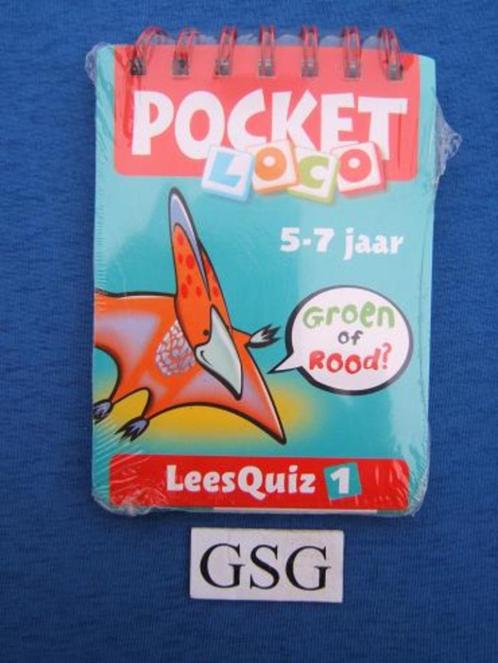 POCKET
LOCO
5-7 jaar
Groen
of
Rood?
LeesQuiz 1
GSG